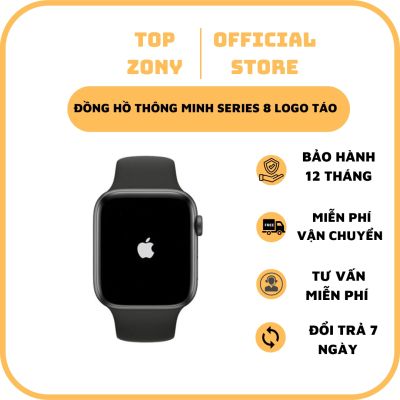 TOP
ZONY
OFFICIAL
STORE
ĐỒNG HỒ THÔNG MINH SERIES 8 LOGO TÁO
BẢO HÀNH
12 THÁNG
FREE
MIỄN PHÍ
VẬN CHUYỂN
TƯ VẤN
MIỄN PHÍ
ĐỔI TRẢ 7
NGÀY